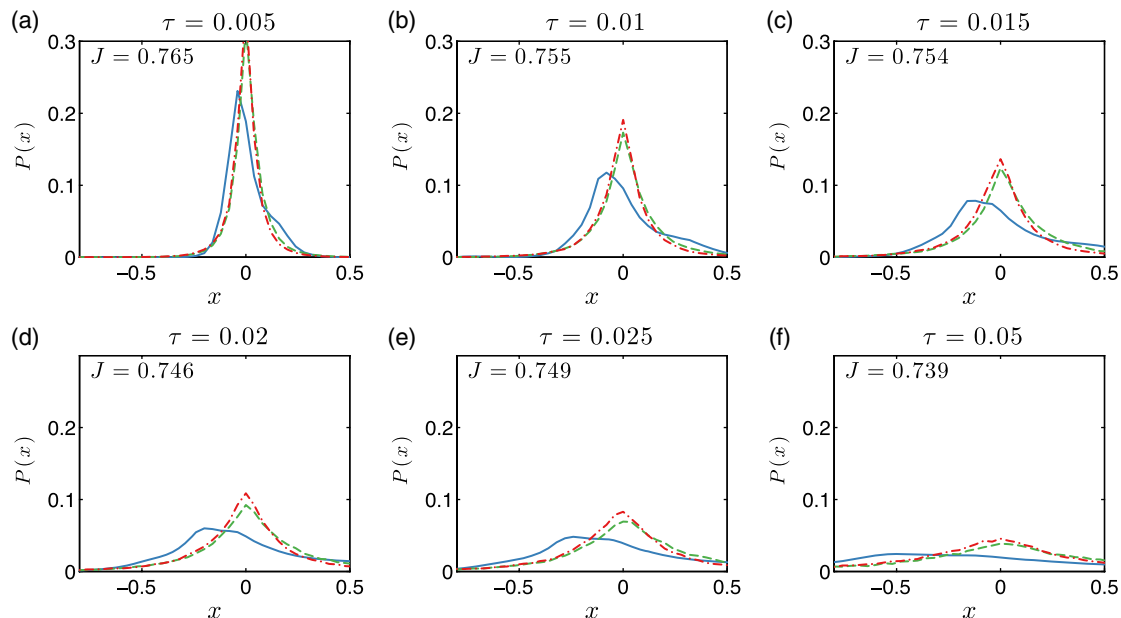 (a) τ = 0.005
0.3
J = 0.765
0.2
0.1
0
P(x)
−0.5 0 0.5
x
(b) τ = 0.01
0.3
J = 0.755
0.2
0.1
0
P(x)
−0.5 0 0.5
x
(c) τ = 0.015
0.3
J = 0.754
0.2
0.1
0
P(x)
−0.5 0 0.5
x
(d) τ = 0.02
J = 0.746
0.2
0.1
0
P(x)
−0.5 0 0.5
x
(e) τ = 0.025
J = 0.749
0.2
0.1
0
P(x)
−0.5 0 0.5
x
(f) τ = 0.05
J = 0.739
0.2
0.1
0
P(x)
−0.5 0 0.5
x